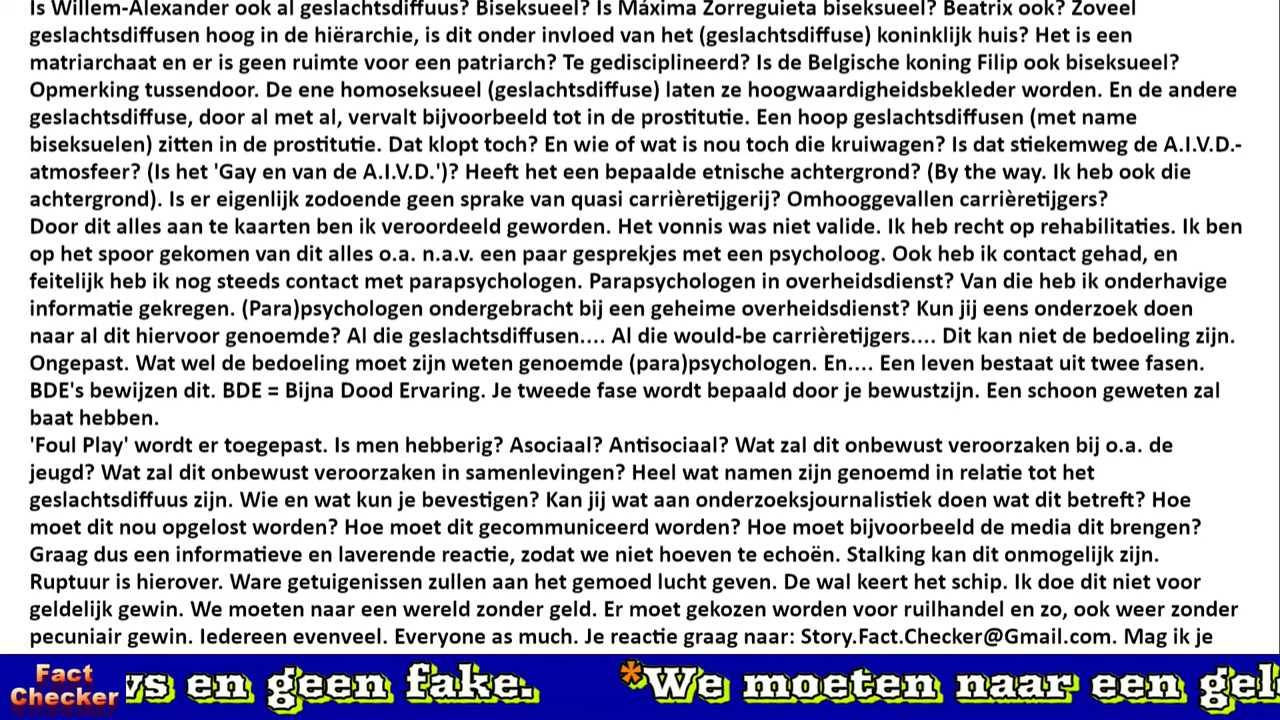 Is Willem-Alexander ook al geslachtsdiffuus? Biseksueel? Is Máxima Zorreguieta biseksueel? Beatrix ook? Zoveel
geslachtsdiffusen hoog in de hiërarchie, is dit onder invloed van het (geslachtsdiffuse) koninklijk huis? Het is een
matriarchaat en er is geen ruimte voor een patriarch? Te gedisciplineerd? Is de Belgische koning Filip ook biseksueel?
Opmerking tussendoor. De ene homoseksueel (geslachtsdiffuse) laten ze hoogwaardigheidsbekleder worden. En de andere
geslachtsdiffuse, door al met al, vervalt bijvoorbeeld tot in de prostitutie. Een hoop geslachtsdiffusen (met name
biseksuelen) zitten in de prostitutie. Dat klopt toch? En wie of wat is nou toch die kruiwagen? Is dat stiekemweg de A.I.V.D.-
atmosfeer? (Is het 'Gay en van de A.I.V.D.')? Heeft het een bepaalde etnische achtergrond? (By the way. Ik heb ook die
achtergrond). Is er eigenlijk zodoende geen sprake van quasi carrièretijgerij? Omhooggevallen carrièretijgers?
Door dit alles aan te kaarten ben ik veroordeeld geworden. Het vonnis was niet valide. Ik heb recht op rehabilitaties. Ik ben
op het spoor gekomen van dit alles o.a. n.a.v. een paar gesprekjes met een psycholoog. Ook heb ik contact gehad, en
feitelijk heb ik nog steeds contact met parapsychologen. Parapsychologen in overheidsdienst? Van die heb ik onderhavige
informatie gekregen. (Para)psychologen ondergebracht bij een geheime overheidsdienst? Kun jij eens onderzoek doen
naar al dit hiervoor genoemde? Al die geslachtsdiffusen.... Al die would-be carrièretijgers.... Dit kan niet de bedoeling zijn.
Ongepast. Wat wel de bedoeling moet zijn weten genoemde (para)psychologen. En.... Een leven bestaat uit twee fasen.
BDE's bewijzen dit. BDE = Bijna Dood Ervaring. Je tweede fase wordt bepaald door je bewustzijn. Een schoon geweten zal
baat hebben.
'Foul Play' wordt er toegepast. Is men hebberig? Asociaal? Antisociaal? Wat zal dit onbewust veroorzaken bij o.a. de
jeugd? Wat zal dit onbewust veroorzaken in samenlevingen? Heel wat namen zijn genoemd in relatie tot het
geslachtsdiffuus zijn. Wie en wat kun je bevestigen? Kan jij wat aan onderzoeksjournalistiek doen wat dit betreft? Hoe
moet dit nou opgelost worden? Hoe moet dit gecommuniceerd worden? Hoe moet bijvoorbeeld de media dit brengen?
Graag dus een informatieve en laverende reactie, zodat we niet hoeven te echoën. Stalking kan dit onmogelijk zijn.
Ruptuur is hierover. Ware getuigenissen zullen aan het gemoed lucht geven. De wal keert het schip. Ik doe dit niet voor
geldelijk gewin. We moeten naar een wereld zonder geld. Er moet gekozen worden voor ruilhandel en zo, ook weer zonder
pecuniair gewin. Iedereen evenveel. Everyone as much. Je reactie graag naar: Story.Fact.Checker@Gmail.com. Mag ik je
Fact
Checker
ws en geen fake. *We moeten naar een gel